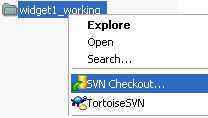 widget1_working
Explore
Open
Search...
SVN Checkout...
TortoiseSVN